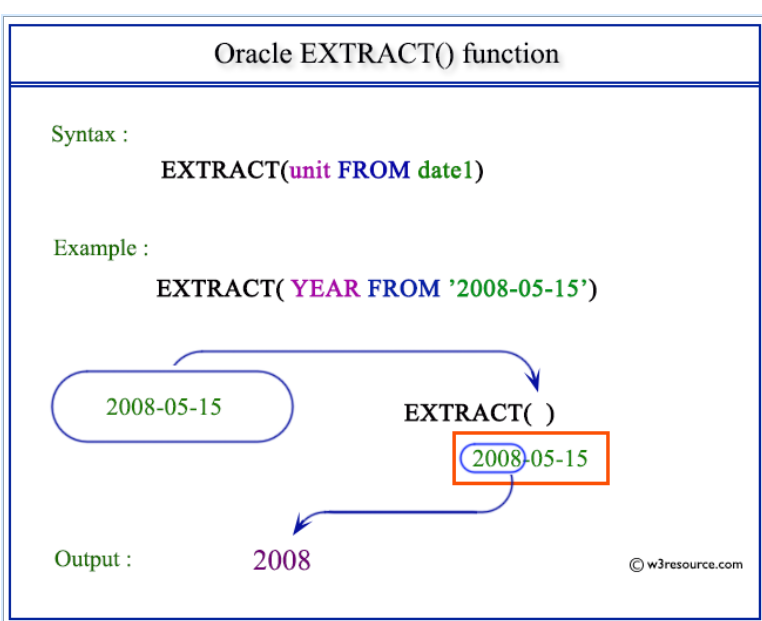 Oracle EXTRACT() function
Syntax :
EXTRACT(unit FROM date1)
Example :
EXTRACT( YEAR FROM ’2008-05-15’)
2008-05-15
EXTRACT( )
2008-05-15
Output :
2008
© w3resource.com